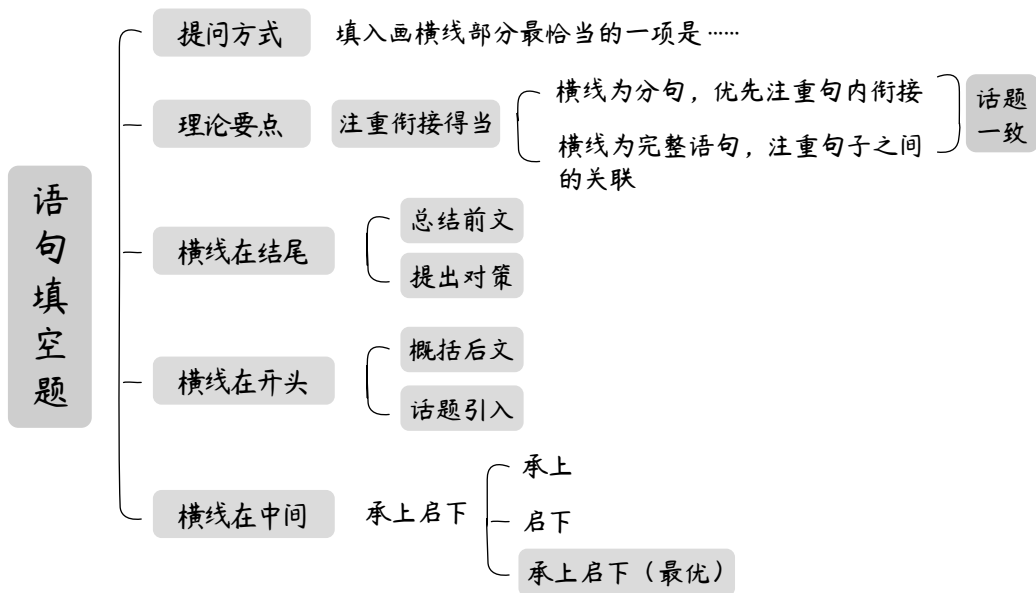 语句填空题
提问方式 填入画横线部分最恰当的一项是……
理论要点 注重衔接得当
横线为分句，优先注重句内衔接
横线为完整语句，注重句子之间
的关联
话题
一致
横线在结尾
总结前文
提出对策
横线在开头
概括后文
话题引入
横线在中间 承上启下
承上
启下
承上启下（最优）